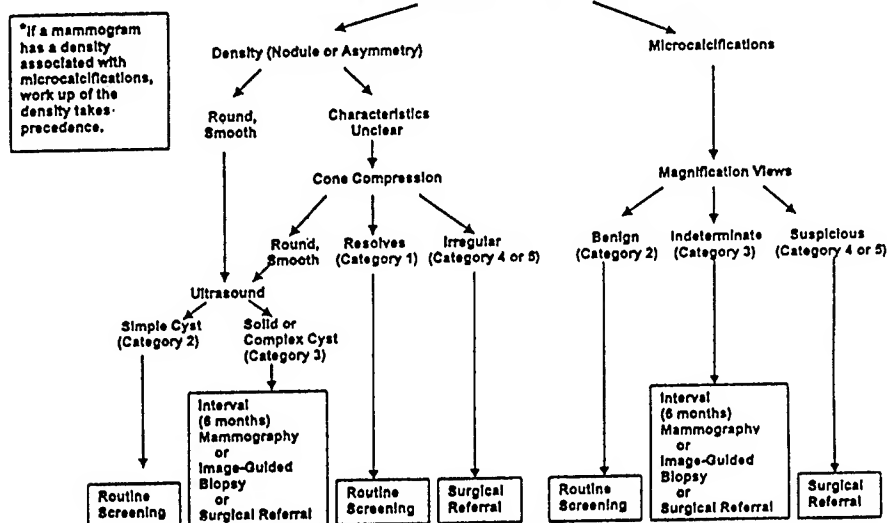 *If a mammogram
has a density
associated with
microcalcifications,
work up of the
density takes
precedence.
Density (Nodule or Asymmetry)
Microcalcifications
Round,
Smooth
Characteristics
Unclear
Cone Compression
Magnification Views
Round,
Smooth
Resolves
(Category 1)
Irregular
(Category 4 or 5)
Benign
(Category 2)
Indeterminate
(Category 3)
Suspicious
(Category 4 or 5)
Ultrasound
Simple Cyst
(Category 2)
Solid or
Complex Cyst
(Category 3)
Interval
(6 months)
Mammography
or
Image-Guided
Biopsy
or
Surgical Referral
Interval
(6 months)
Mammography
or
Image-Guided
Biopsy
or
Surgical Referral
Routine
Screening
Routine
Screening
Surgical
Referral
Routine
Screening
Surgical
Referral